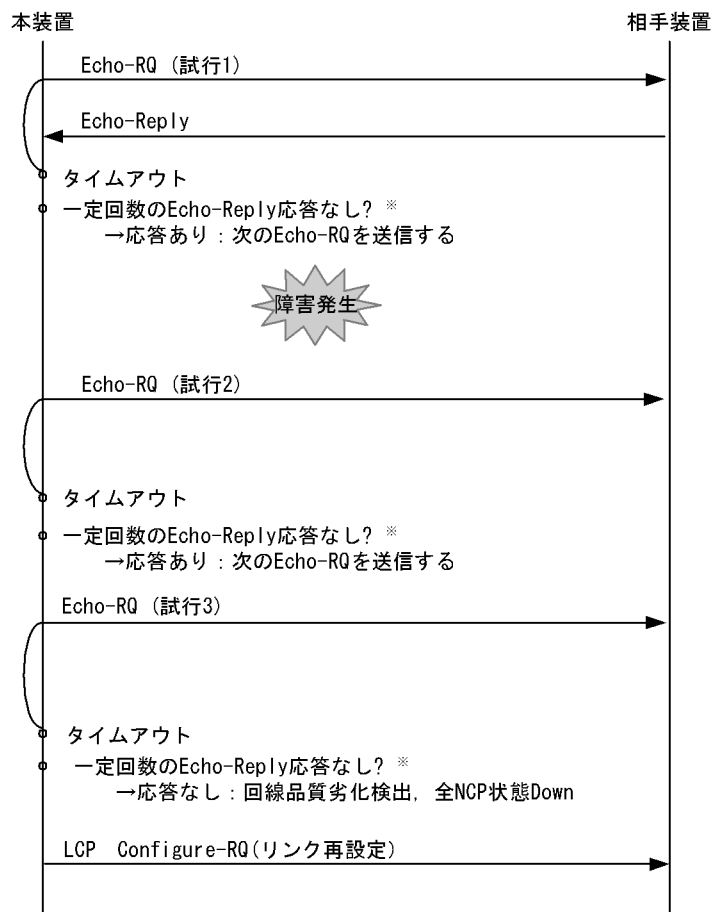 本装置
相手装置
Echo-RQ (試行1)
Echo-Reply
タイムアウト
一定回数のEcho-Reply応答なし? ※
→応答あり：次のEcho-RQを送信する
障害発生
Echo-RQ (試行2)
タイムアウト
一定回数のEcho-Reply応答なし? ※
→応答あり：次のEcho-RQを送信する
Echo-RQ (試行3)
タイムアウト
一定回数のEcho-Reply応答なし? ※
→応答なし：回線品質劣化検出，全NCP状態Down
LCP　Configure-RQ(リンク再設定)